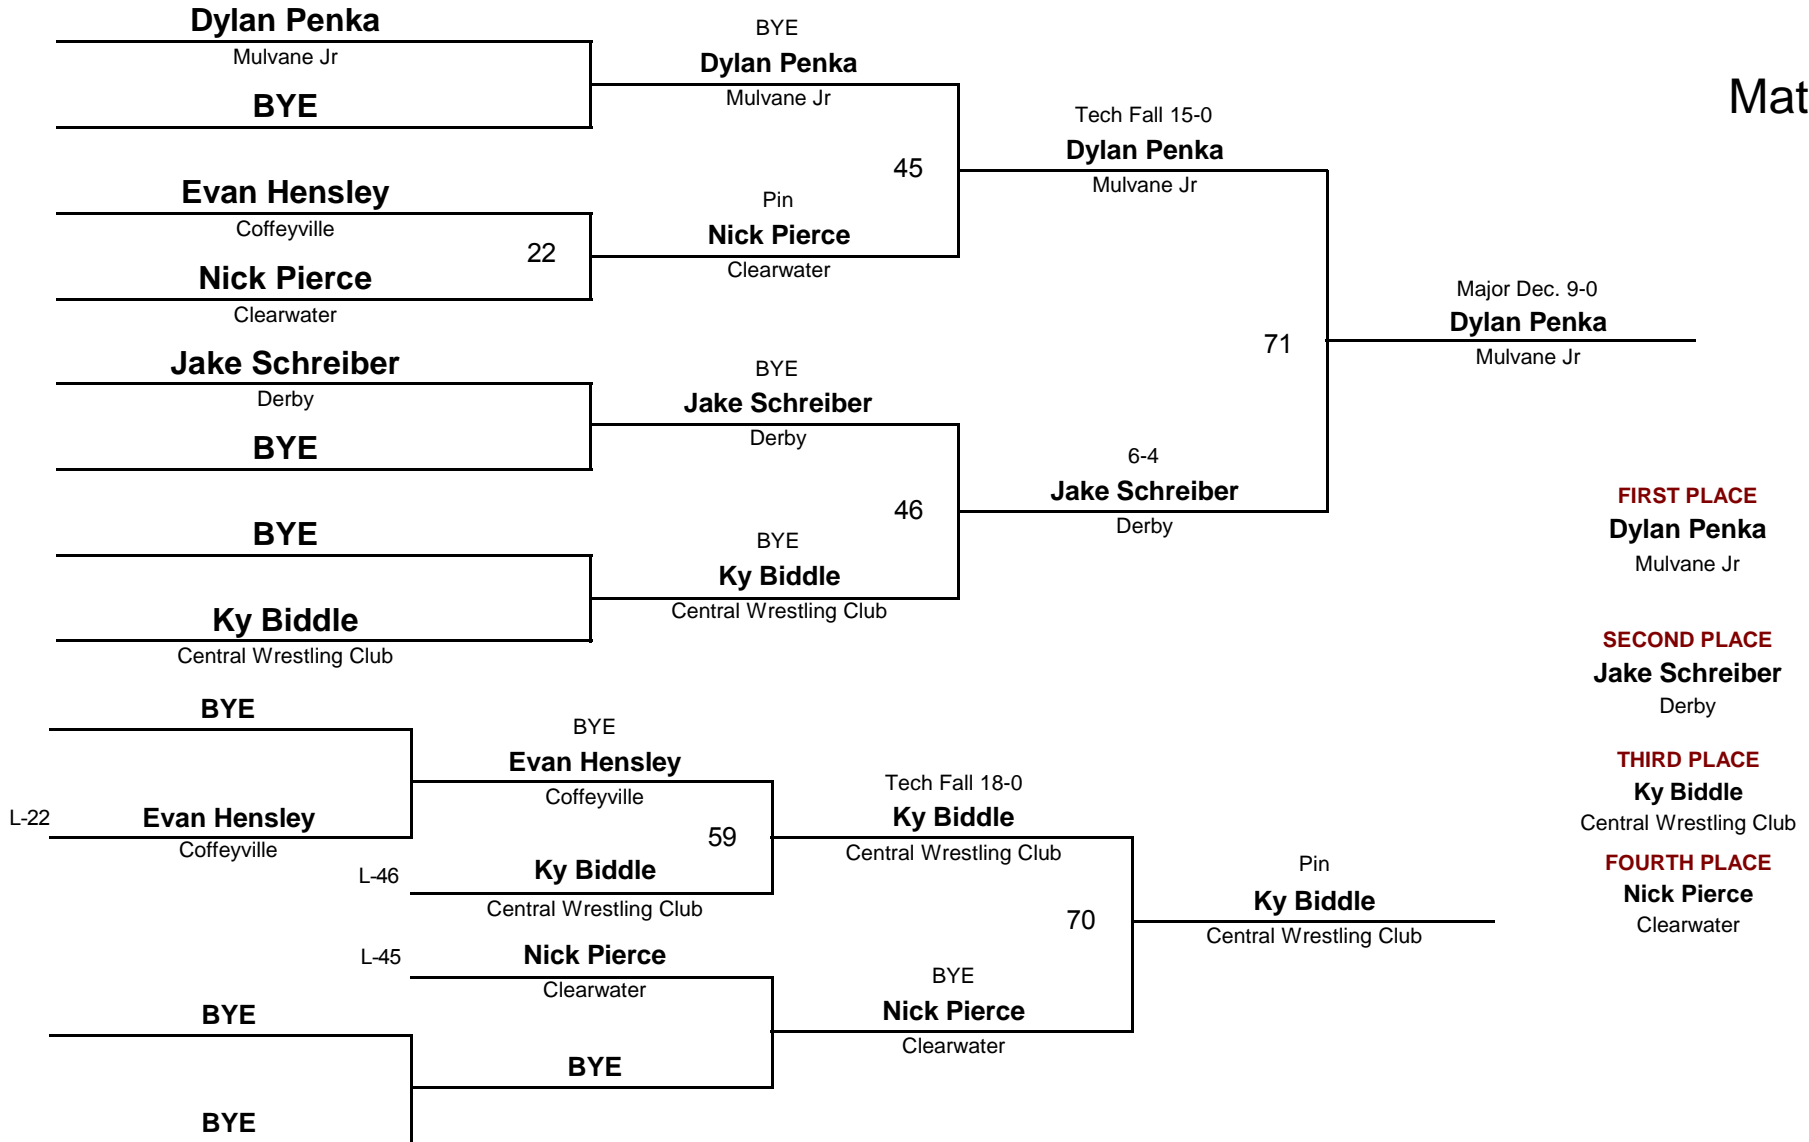 Dylan Penka
Mulvane Jr
BYE
Evan Hensley
Coffeyville
22
Nick Pierce
Clearwater
Jake Schreiber
Derby
BYE
BYE
Ky Biddle
Central Wrestling Club
BYE
Dylan Penka
Mulvane Jr
45
Pin
Nick Pierce
Clearwater
BYE
Jake Schreiber
Derby
46
BYE
Ky Biddle
Central Wrestling Club
Tech Fall 15-0
Dylan Penka
Mulvane Jr
71
6-4
Jake Schreiber
Derby
Major Dec. 9-0
Dylan Penka
Mulvane Jr
Mat
FIRST PLACE
Dylan Penka
Mulvane Jr
SECOND PLACE
Jake Schreiber
Derby
THIRD PLACE
Ky Biddle
Central Wrestling Club
FOURTH PLACE
Nick Pierce
Clearwater
BYE
L-22
Evan Hensley
Coffeyville
BYE
BYE
BYE
Evan Hensley
Coffeyville
59
L-46
Ky Biddle
Central Wrestling Club
L-45
Nick Pierce
Clearwater
BYE
Tech Fall 18-0
Ky Biddle
Central Wrestling Club
70
BYE
Nick Pierce
Clearwater
Pin
Ky Biddle
Central Wrestling Club